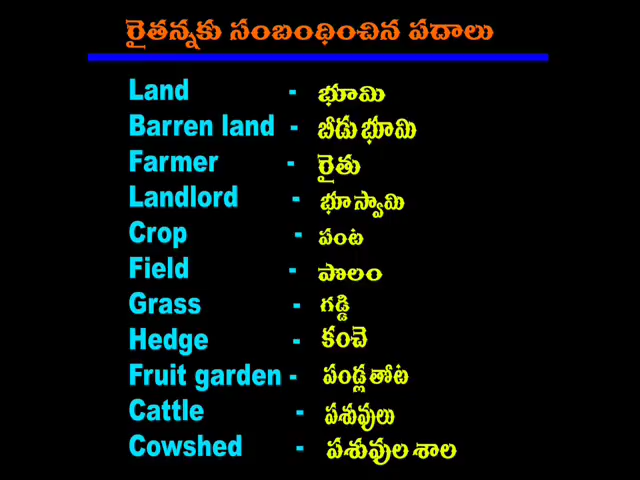 రైతన్నకు సంబంధించిన పదాలు
Land - భూమి
Barren land - బీడుభూమి
Farmer - రైతు
Landlord - భూస్వామి
Crop - పంట
Field - పొలం
Grass - గడ్డి
Hedge - కంచె
Fruit garden - పండ్లతోట
Cattle - పశువులు
Cowshed - పశువుల శాల